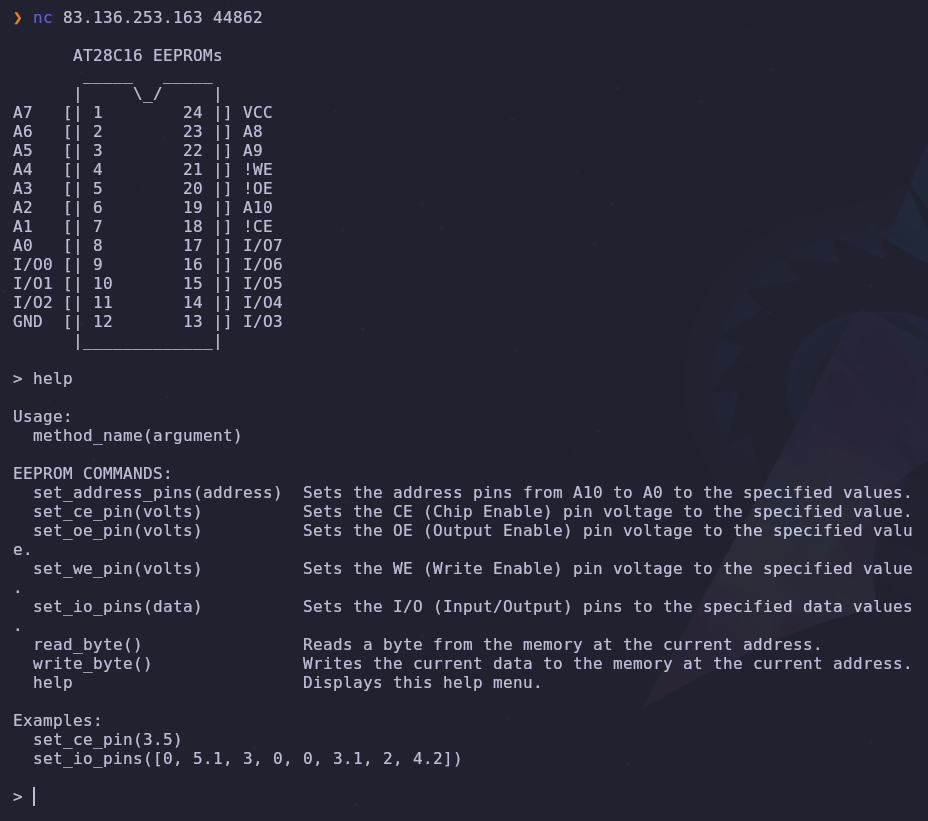 ❯ nc 83.136.253.163 44862
      AT28C16 EEPROMs
       _____   _____
      |     \_/     |
A7   [| 1        24 |] VCC
A6   [| 2        23 |] A8
A5   [| 3        22 |] A9
A4   [| 4        21 |] !WE
A3   [| 5        20 |] !OE
A2   [| 6        19 |] A10
A1   [| 7        18 |] !CE
A0   [| 8        17 |] I/O7
I/O0 [| 9        16 |] I/O6
I/O1 [| 10       15 |] I/O5
I/O2 [| 11       14 |] I/O4
GND  [| 12       13 |] I/O3
      |_____________|
> help
Usage:
  method_name(argument)
EEPROM COMMANDS:
  set_address_pins(address)  Sets the address pins from A10 to A0 to the specified values.
  set_ce_pin(volts)          Sets the CE (Chip Enable) pin voltage to the specified value.
  set_oe_pin(volts)          Sets the OE (Output Enable) pin voltage to the specified valu
e.
  set_we_pin(volts)          Sets the WE (Write Enable) pin voltage to the specified value
.
  set_io_pins(data)          Sets the I/O (Input/Output) pins to the specified data values
.
  read_byte()                Reads a byte from the memory at the current address.
  write_byte()               Writes the current data to the memory at the current address.
  help                       Displays this help menu.
Examples:
  set_ce_pin(3.5)
  set_io_pins([0, 5.1, 3, 0, 0, 3.1, 2, 4.2])
>